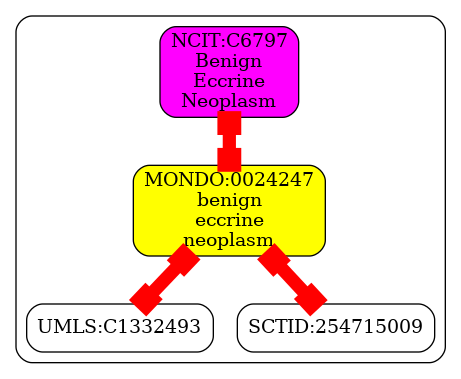 NCIT:C6797
Benign
Eccrine
Neoplasm
MONDO:0024247
benign
eccrine
neoplasm
UMLS:C1332493
SCTID:254715009